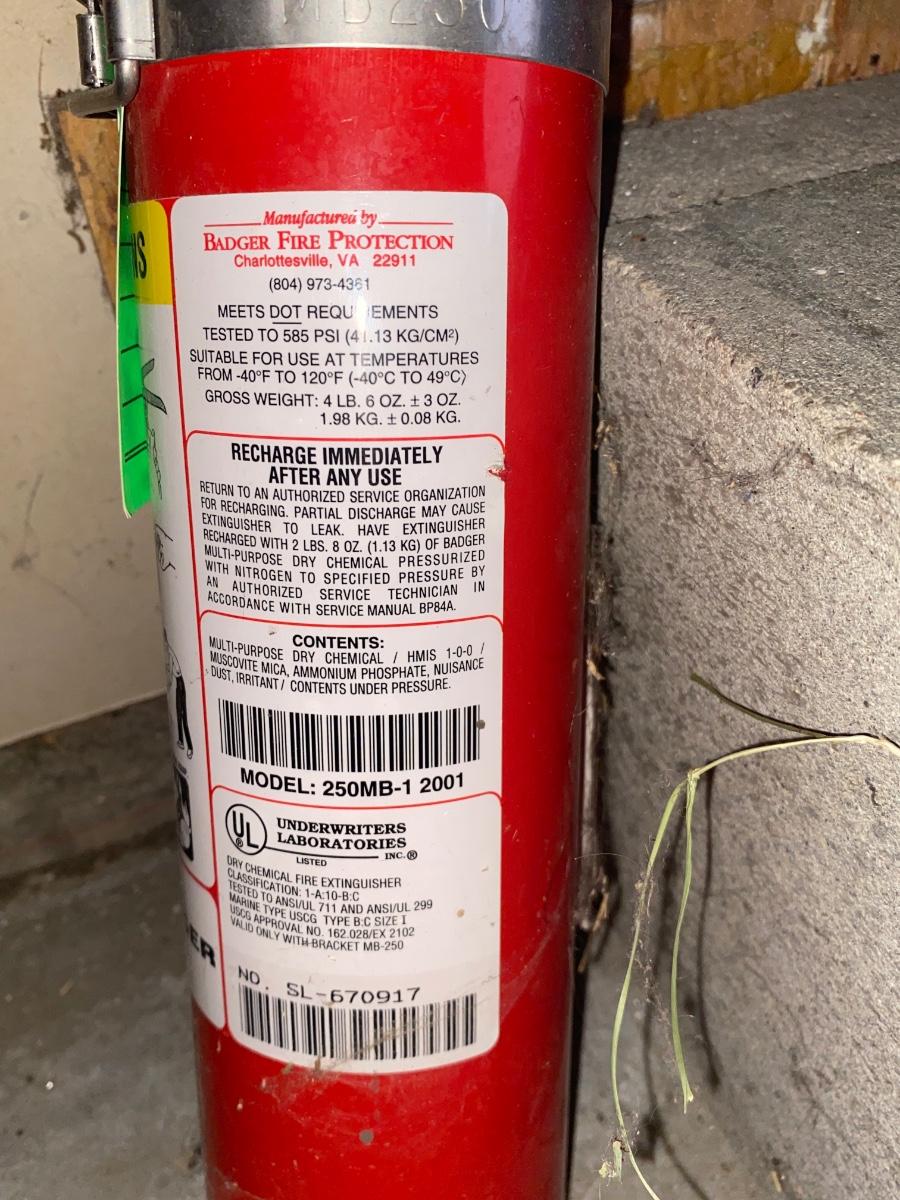 MB250
Manufactured by
BADGER FIRE PROTECTION
Charlottesville, VA 22911
(804) 973-4361
MEETS DOT REQUIREMENTS
TESTED TO 585 PSI (41.13 KG/CM²)
SUITABLE FOR USE AT TEMPERATURES
FROM -40°F TO 120°F (-40°C TO 49°C)
GROSS WEIGHT: 4 LB. 6 OZ. ± 3 OZ.
1.98 KG. ± 0.08 KG.
RECHARGE IMMEDIATELY
AFTER ANY USE
RETURN TO AN AUTHORIZED SERVICE ORGANIZATION
FOR RECHARGING. PARTIAL DISCHARGE MAY CAUSE
EXTINGUISHER TO LEAK. HAVE EXTINGUISHER
RECHARGED WITH 2 LBS. 8 OZ. (1.13 KG) OF BADGER
MULTI-PURPOSE DRY CHEMICAL PRESSURIZED
WITH NITROGEN TO SPECIFIED PRESSURE BY
AN AUTHORIZED SERVICE TECHNICIAN IN
ACCORDANCE WITH SERVICE MANUAL BP84A.
CONTENTS:
MULTI-PURPOSE DRY CHEMICAL / HMIS 1-0-0 /
MUSCOVITE MICA, AMMONIUM PHOSPHATE, NUISANCE
DUST, IRRITANT / CONTENTS UNDER PRESSURE.
MODEL: 250MB-1 2001
UL ®
UNDERWRITERS
LABORATORIES
INC.®
LISTED
DRY CHEMICAL FIRE EXTINGUISHER
CLASSIFICATION: 1-A:10-B:C
TESTED TO ANSI/UL 711 AND ANSI/UL 299
MARINE TYPE USCG TYPE B:C SIZE I
USCG APPROVAL NO. 162.028/EX 2102
VALID ONLY WITH BRACKET MB-250
NO. SL-670917
NS
ER